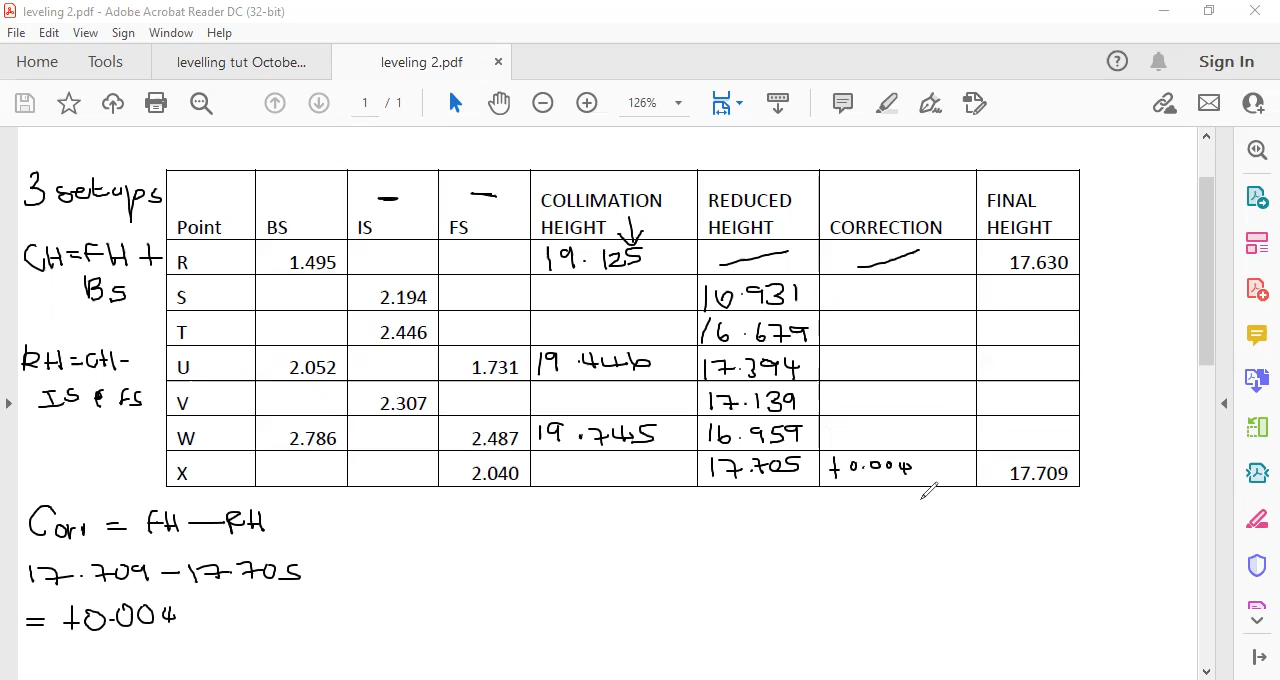 leveling 2.pdf - Adobe Acrobat Reader DC (32-bit)
File Edit View Sign Window Help
Home Tools levelling tut Octobe... leveling 2.pdf × Sign In
1 / 1 126%
3 setups
CH=FH + BS
RH=CH- IS & FS
Point BS IS FS COLLIMATION HEIGHT REDUCED HEIGHT CORRECTION FINAL HEIGHT
R 1.495 19.125 17.630
S 2.194 16.931
T 2.446 16.679
U 2.052 1.731 19.446 17.394
V 2.307 17.139
W 2.786 2.487 19.745 16.959
X 2.040 17.705 +0.004 17.709
Corr = FH — RH
17.709 - 17.705
= +0.004